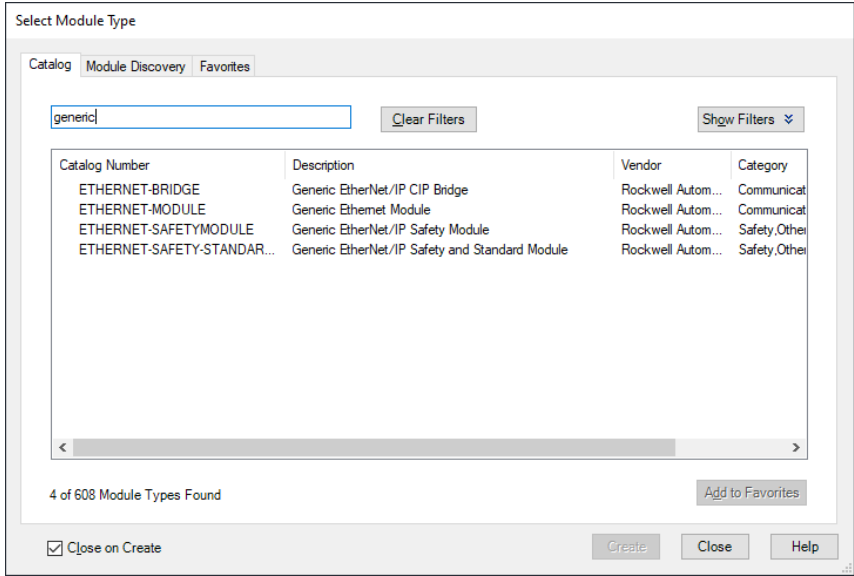 Select Module Type
Catalog Module Discovery Favorites
generic Clear Filters Show Filters
Catalog Number Description Vendor Category
ETHERNET-BRIDGE Generic EtherNet/IP CIP Bridge Rockwell Autom... Communicat
ETHERNET-MODULE Generic Ethernet Module Rockwell Autom... Communicat
ETHERNET-SAFETYMODULE Generic EtherNet/IP Safety Module Rockwell Autom... Safety,Other
ETHERNET-SAFETY-STANDAR... Generic EtherNet/IP Safety and Standard Module Rockwell Autom... Safety,Other
4 of 608 Module Types Found Add to Favorites
Close on Create Create Close Help